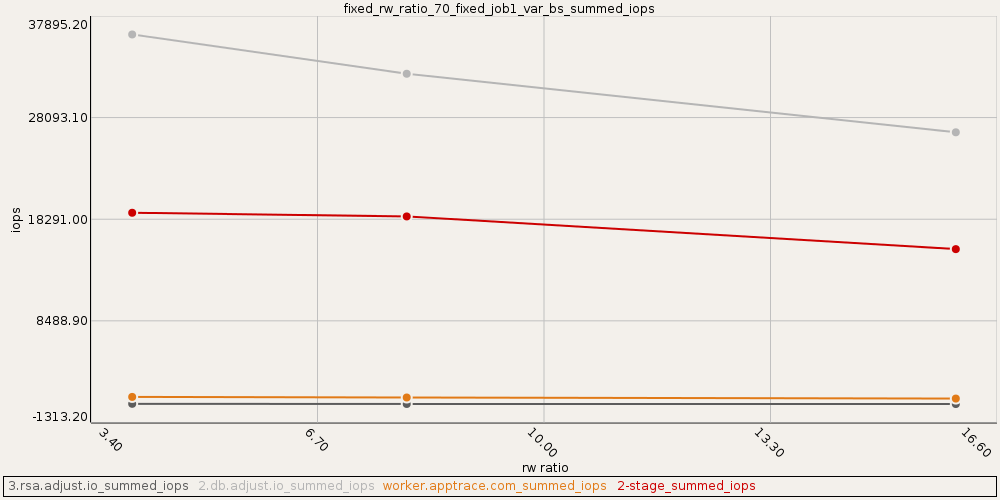 fixed_rw_ratio_70_fixed_job1_var_bs_summed_iops
37895.20
28093.10
18291.00
8488.90
-1313.20
iops
3.40 6.70 10.00 13.30 16.60
rw ratio
3.rsa.adjust.io_summed_iops 2.db.adjust.io_summed_iops worker.apptrace.com_summed_iops 2-stage_summed_iops